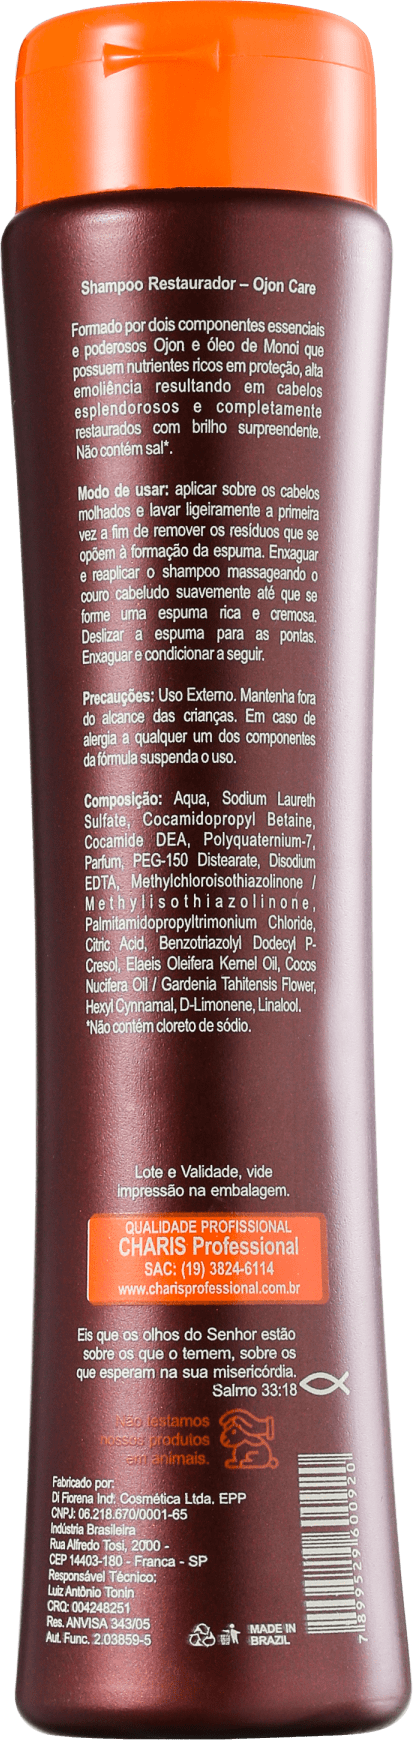 Shampoo Restaurador – Ojon Care
Formado por dois componentes essenciais
e poderosos Ojon e óleo de Monoi que
possuem nutrientes ricos em proteção, alta
emoliência resultando em cabelos
esplendorosos e completamente
restaurados com brilho surpreendente.
Não contém sal*.
Modo de usar: aplicar sobre os cabelos
molhados e lavar ligeiramente a primeira
vez a fim de remover os resíduos que se
opõem à formação da espuma. Enxaguar
e reaplicar o shampoo massageando o
couro cabeludo suavemente até que se
forme uma espuma rica e cremosa.
Deslizar a espuma para as pontas.
Enxaguar e condicionar a seguir.
Precauções: Uso Externo. Mantenha fora
do alcance das crianças. Em caso de
alergia a qualquer um dos componentes
da fórmula suspenda o uso.
Composição: Aqua, Sodium Laureth
Sulfate, Cocamidopropyl Betaine,
Cocamide DEA, Polyquaternium-7,
Parfum, PEG-150 Distearate, Disodium
EDTA, Methylchloroisothiazolinone /
Methylisothiazolinone,
Palmitamidopropyltrimonium Chloride,
Citric Acid, Benzotriazolyl Dodecyl P-
Cresol, Elaeis Oleifera Kernel Oil, Cocos
Nucifera Oil / Gardenia Tahitensis Flower,
Hexyl Cynnamal, D-Limonene, Linalool.
*Não contém cloreto de sódio.
Lote e Validade, vide
impressão na embalagem.
QUALIDADE PROFISSIONAL
CHARIS Professional
SAC: (19) 3824-6114
www.charisprofessional.com.br
Eis que os olhos do Senhor estão
sobre os que o temem, sobre os
que esperam na sua misericórdia.
Salmo 33:18
Não testamos
nossos produtos
em animais.
Fabricado por:
Di Fiorena Ind. Cosmética Ltda. EPP
CNPJ: 06.218.670/0001-65
Indústria Brasileira
Rua Alfredo Tosi, 2000 -
CEP 14403-180 - Franca - SP
Responsável Técnico:
Luiz Antônio Tonin
CRQ: 004248251
Res. ANVISA 343/05
Aut. Func. 2.03859-5
MADE IN
BRAZIL
7 899529 600920